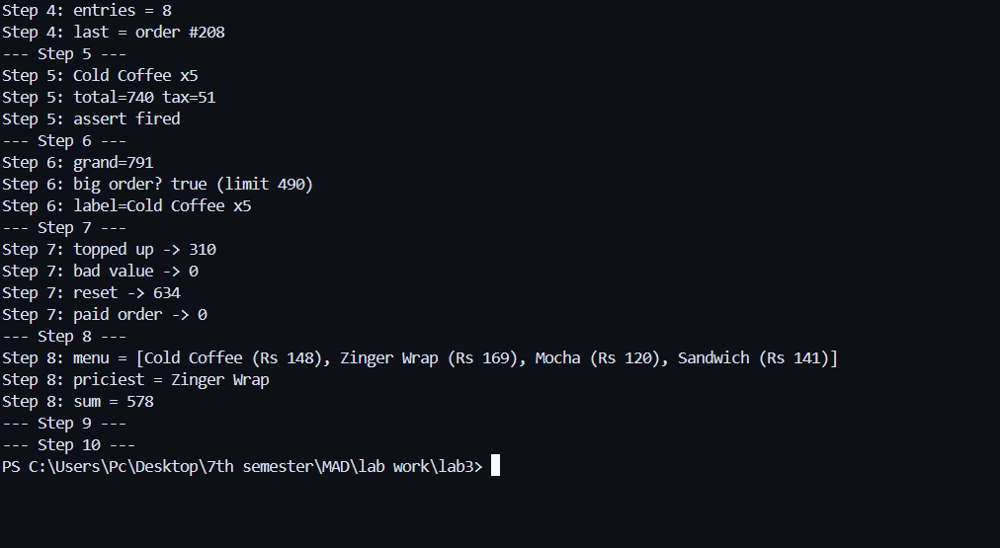 Step 4: entries = 8
Step 4: last = order #208
--- Step 5 ---
Step 5: Cold Coffee x5
Step 5: total=740 tax=51
Step 5: assert fired
--- Step 6 ---
Step 6: grand=791
Step 6: big order? true (limit 490)
Step 6: label=Cold Coffee x5
--- Step 7 ---
Step 7: topped up -> 310
Step 7: bad value -> 0
Step 7: reset -> 634
Step 7: paid order -> 0
--- Step 8 ---
Step 8: menu = [Cold Coffee (Rs 148), Zinger Wrap (Rs 169), Mocha (Rs 120), Sandwich (Rs 141)]
Step 8: priciest = Zinger Wrap
Step 8: sum = 578
--- Step 9 ---
--- Step 10 ---
PS C:\Users\Pc\Desktop\7th semester\MAD\lab work\lab3>